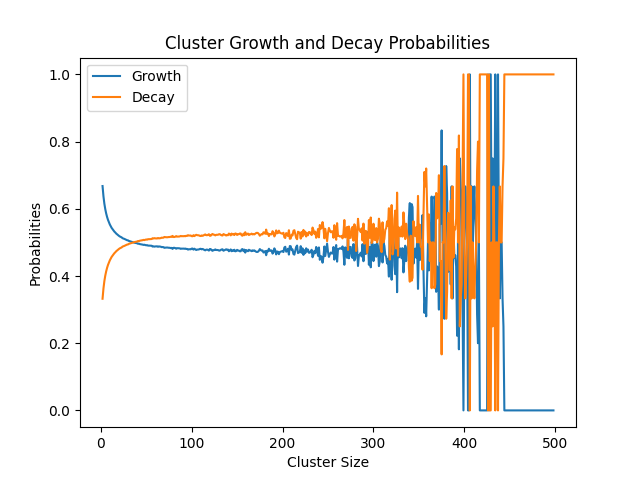 Cluster Growth and Decay Probabilities
Growth
Decay
1.0
0.8
0.6
0.4
0.2
0.0
Probabilities
0
100
200
300
400
500
Cluster Size